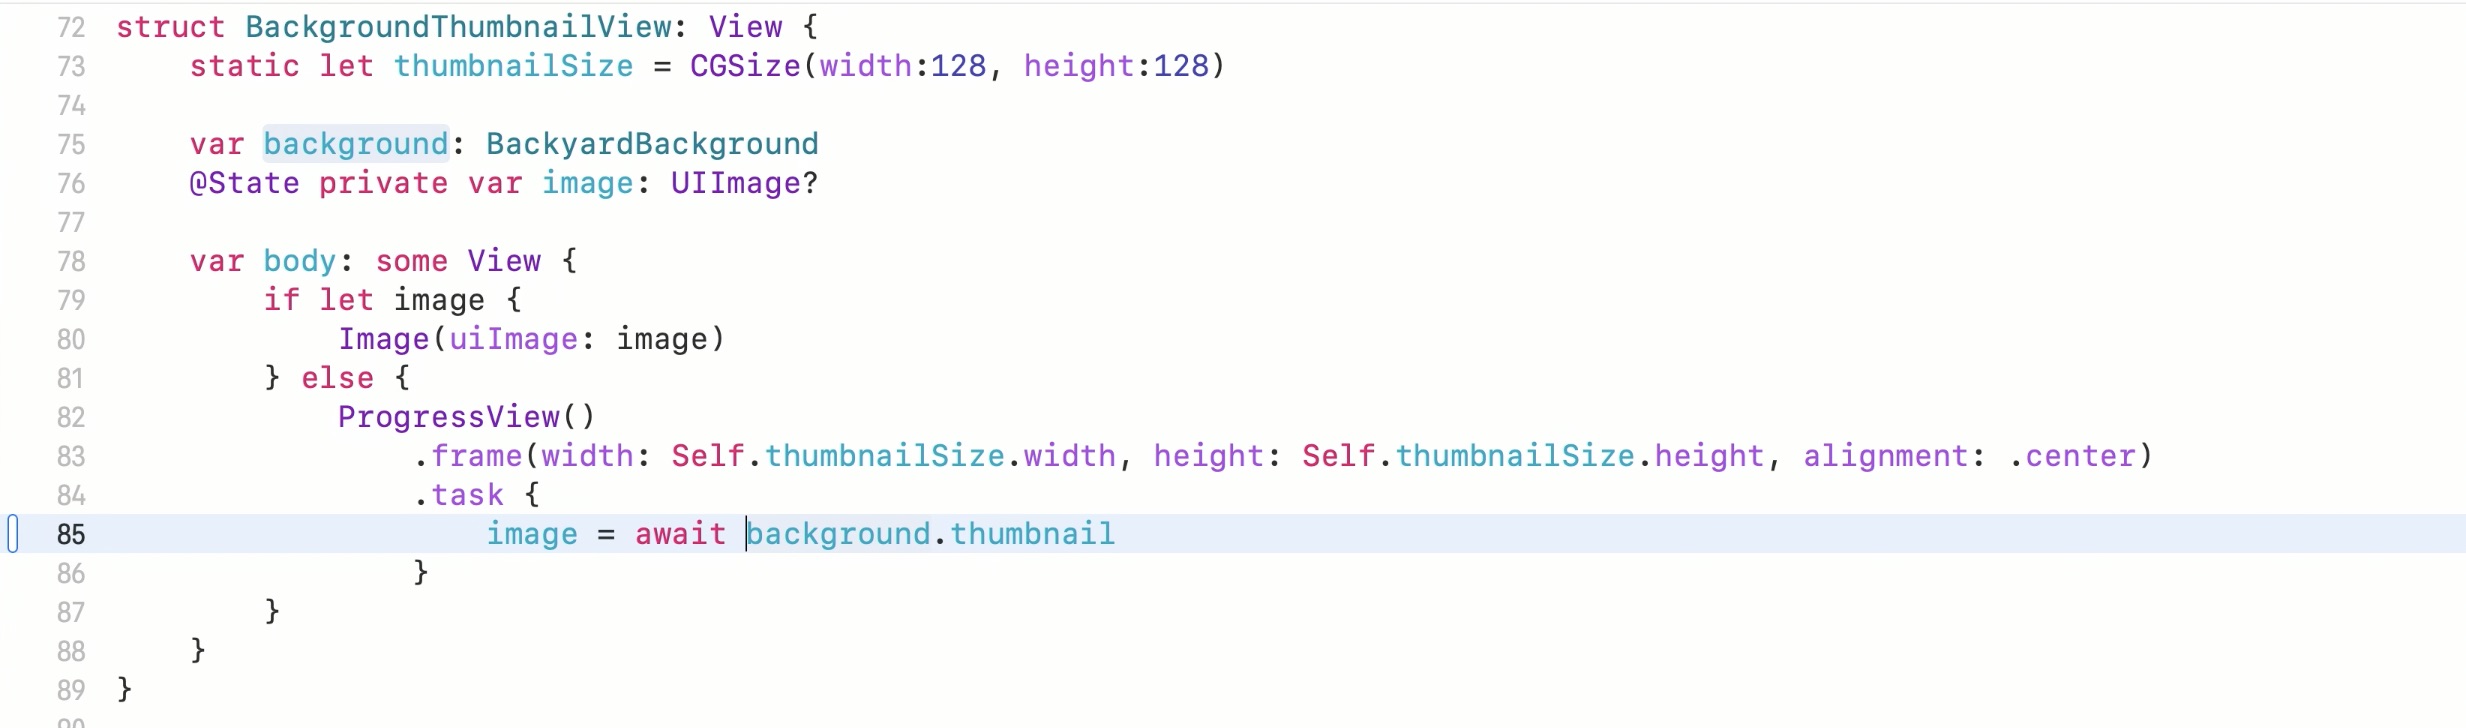 72 struct BackgroundThumbnailView: View {
73     static let thumbnailSize = CGSize(width:128, height:128)
74
75     var background: BackyardBackground
76     @State private var image: UIImage?
77
78     var body: some View {
79         if let image {
80             Image(uiImage: image)
81         } else {
82             ProgressView()
83                 .frame(width: Self.thumbnailSize.width, height: Self.thumbnailSize.height, alignment: .center)
84                 .task {
85                     image = await background.thumbnail
86                 }
87         }
88     }
89 }